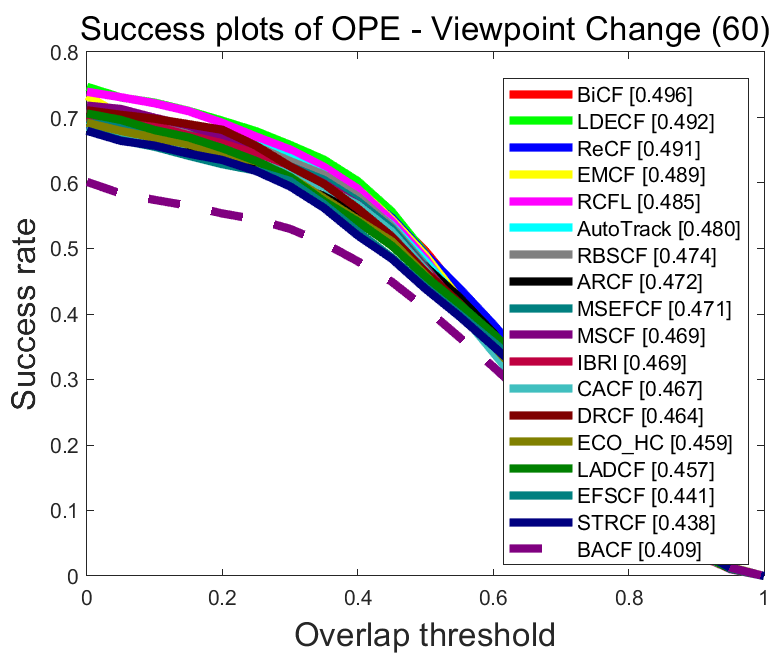 Success plots of OPE - Viewpoint Change (60)
0.8
0.7
0.6
0.5
0.4
0.3
0.2
0.1
0
Success rate
BiCF [0.496]
LDECF [0.492]
ReCF [0.491]
EMCF [0.489]
RCFL [0.485]
AutoTrack [0.480]
RBSCF [0.474]
ARCF [0.472]
MSEFCF [0.471]
MSCF [0.469]
IBRI [0.469]
CACF [0.467]
DRCF [0.464]
ECO_HC [0.459]
LADCF [0.457]
EFSCF [0.441]
STRCF [0.438]
BACF [0.409]
0 0.2 0.4 0.6 0.8 1
Overlap threshold